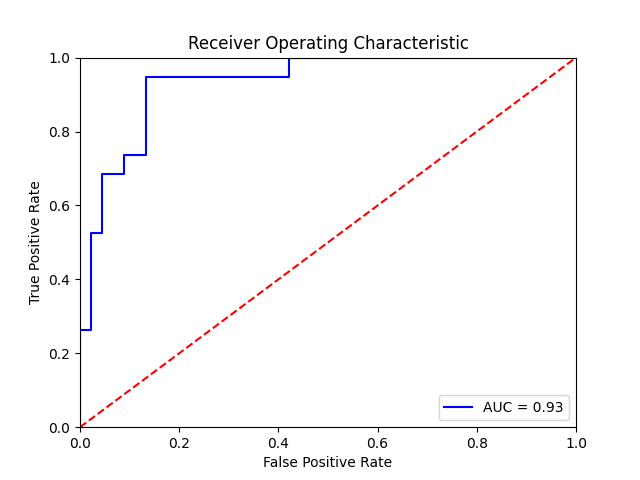 Receiver Operating Characteristic
1.0
0.8
0.6
0.4
0.2
0.0
True Positive Rate
AUC = 0.93
0.0 0.2 0.4 0.6 0.8 1.0
False Positive Rate